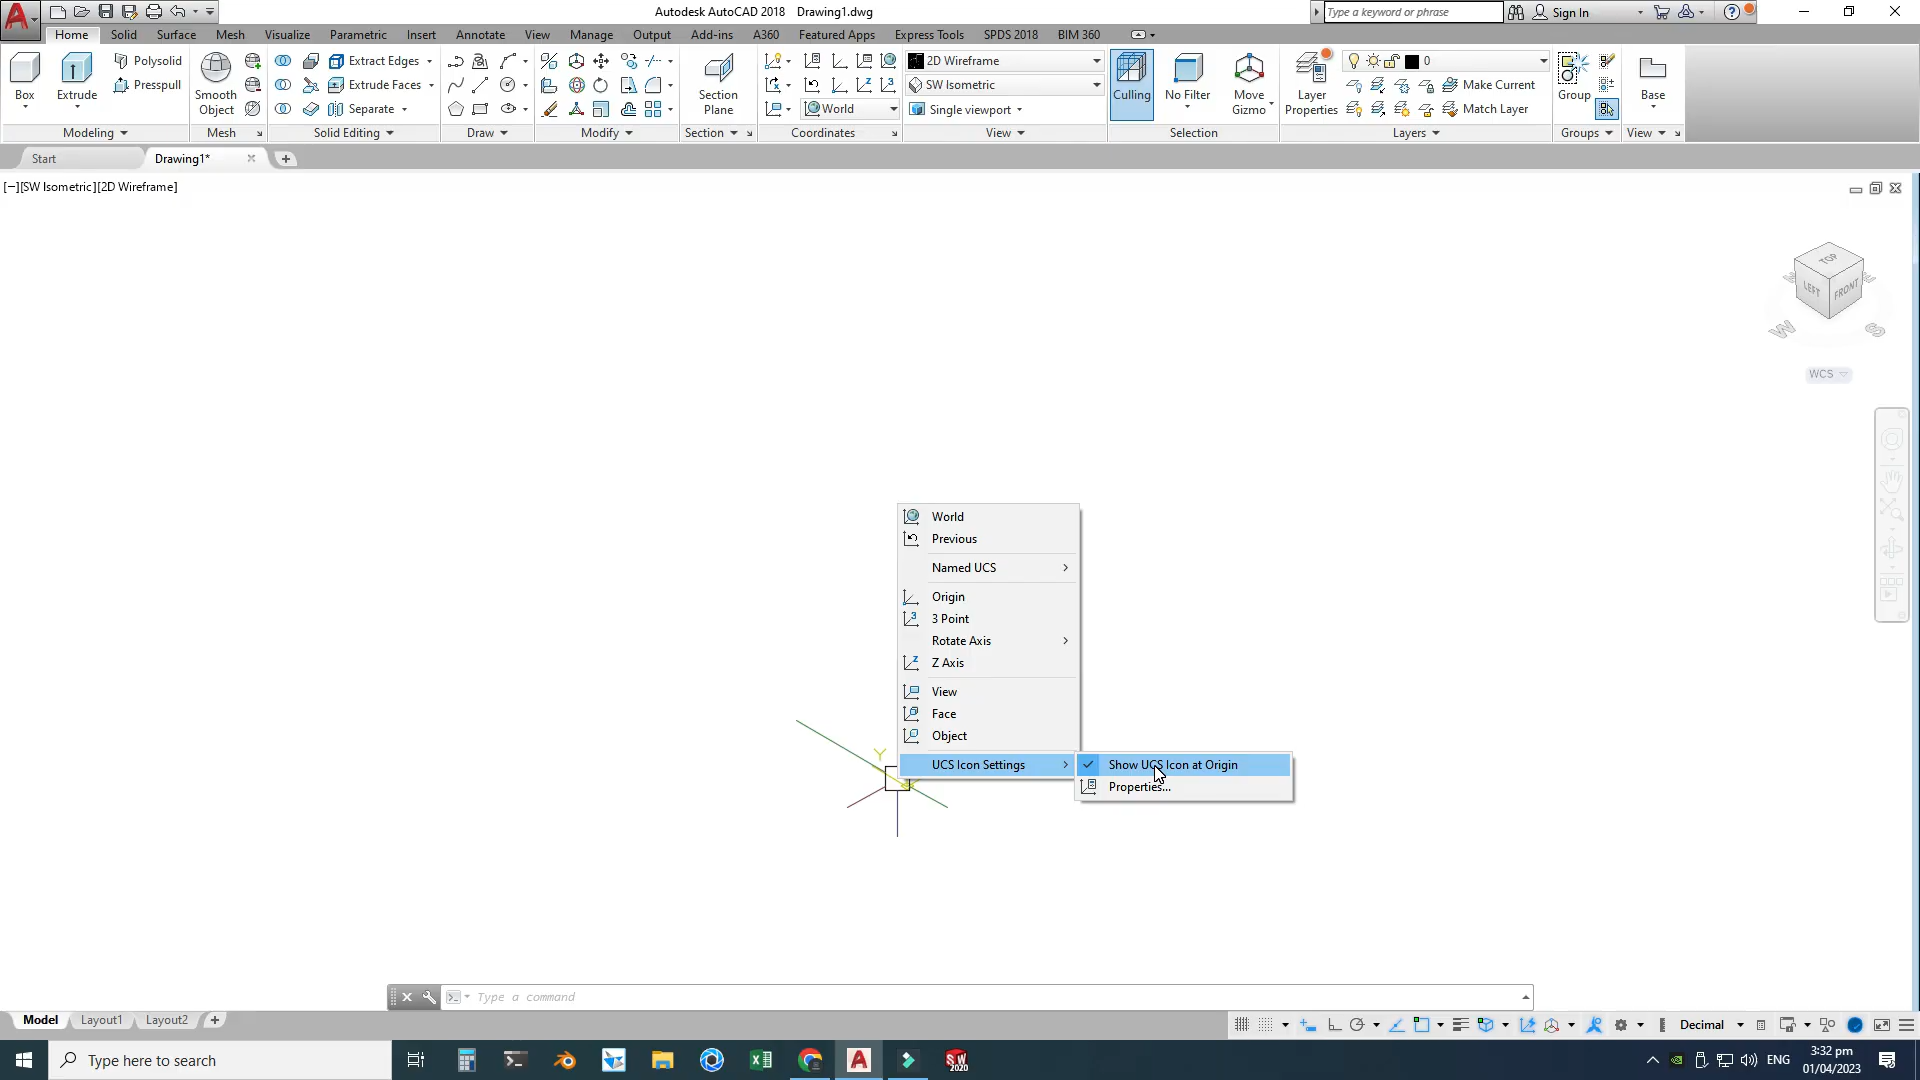 Autodesk AutoCAD 2018 Drawing1.dwg
Type a keyword or phrase
Sign In
Home Solid Surface Mesh Visualize Parametric Insert Annotate View Manage Output Add-ins A360 Featured Apps Express Tools SPDS 2018 BIM 360
Box
Extrude
Polysolid
Presspull
Modeling
Smooth
Object
Mesh
Extract Edges
Extrude Faces
Separate
Solid Editing
Draw
Modify
Section
Plane
Section
World
Coordinates
2D Wireframe
SW Isometric
Single viewport
View
Culling
No Filter
Move
Gizmo
Selection
Layer
Properties
0
Make Current
Match Layer
Layers
Group
Groups
Base
View
Start
Drawing1*
[−][SW Isometric][2D Wireframe]
TOP
LEFT
FRONT
W
S
WCS
World
Previous
Named UCS
Origin
3 Point
Rotate Axis
Z Axis
View
Face
Object
UCS Icon Settings
Show UCS Icon at Origin
Properties...
Y
Type a command
Model
Layout1
Layout2
Decimal
Type here to search
SW
2020
ENG
3:32 pm
01/04/2023